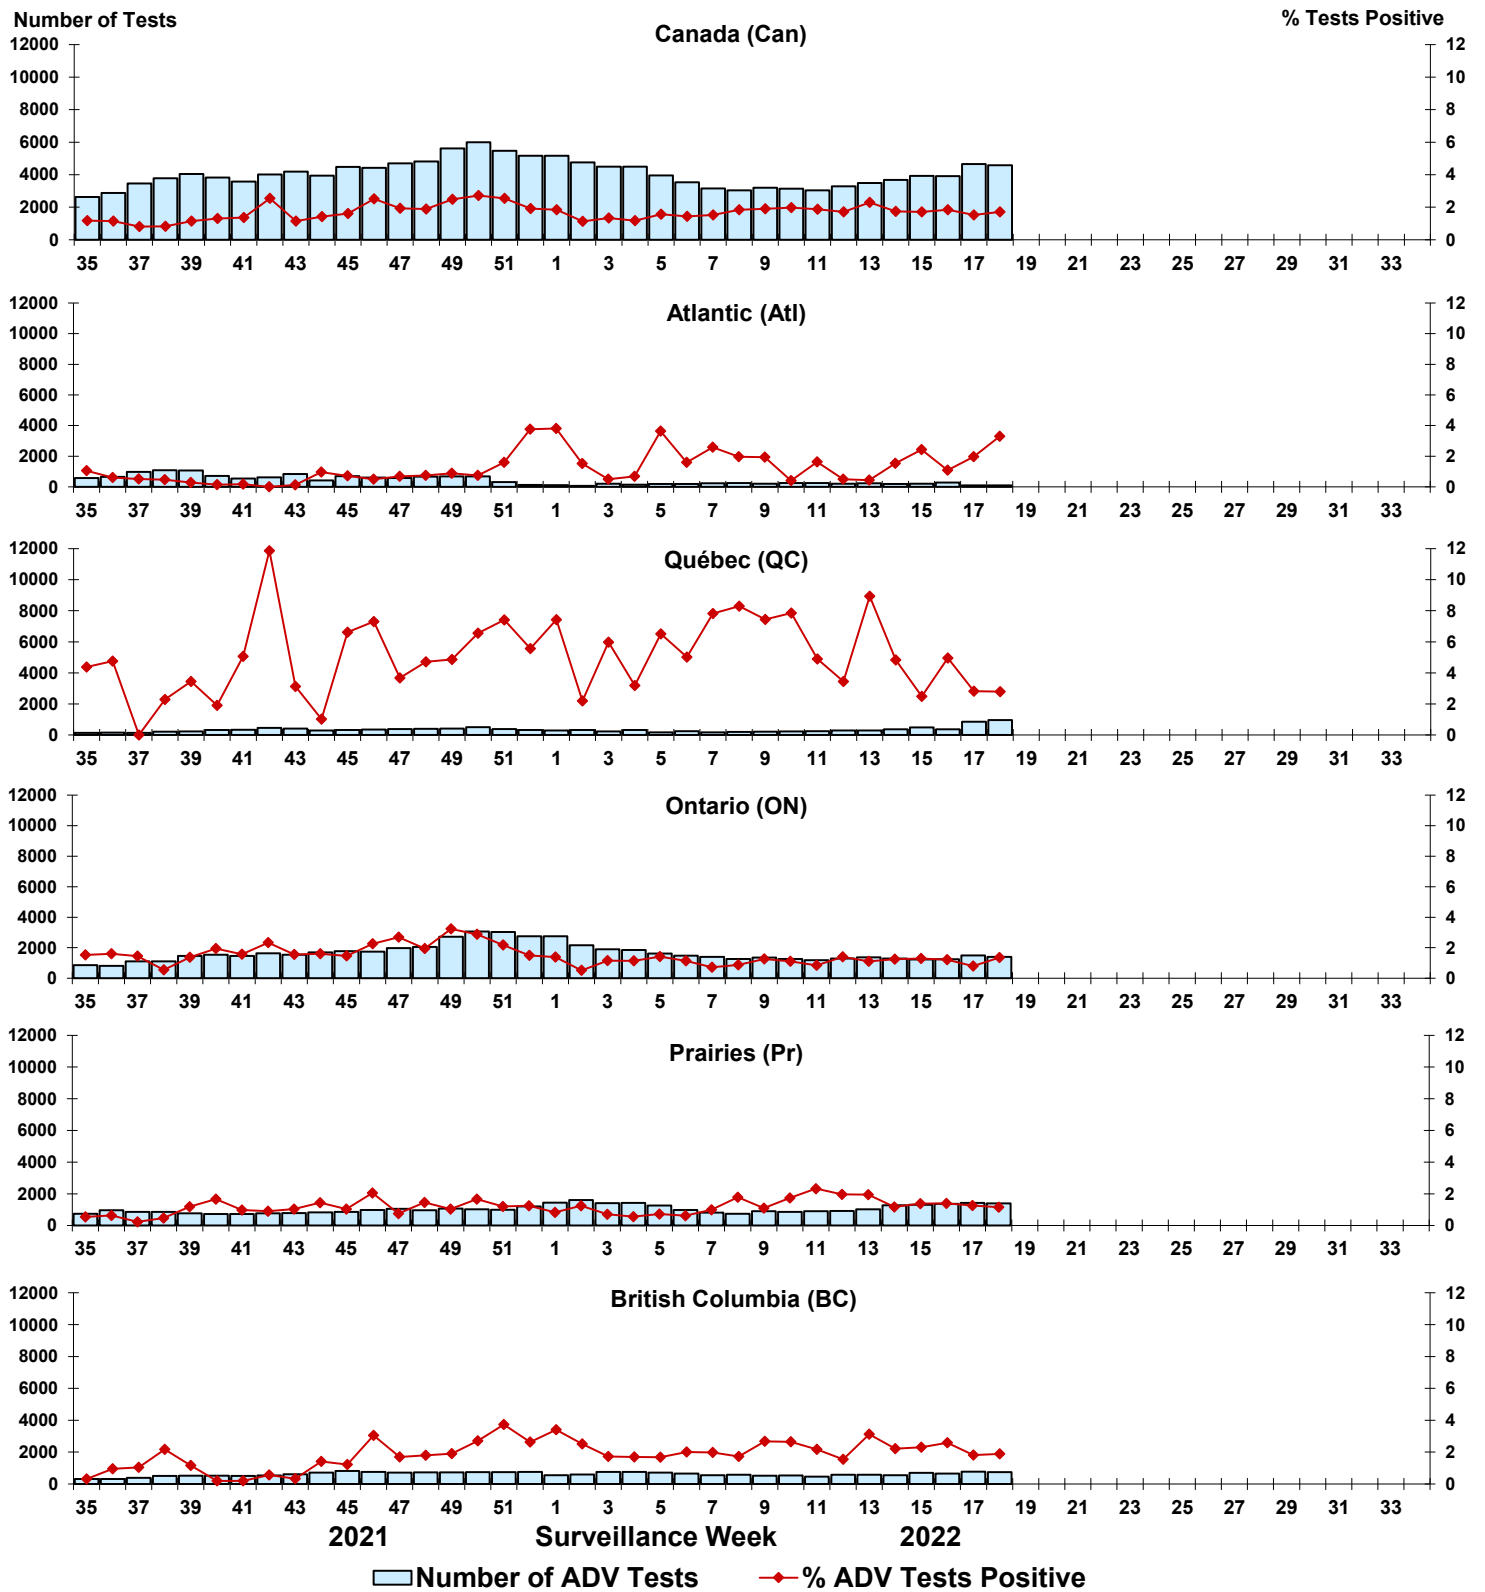 Number of Tests
% Tests Positive
Canada (Can)
12000 12
10000 10
8000 8
6000 6
4000 4
2000 2
0 0
35 37 39 41 43 45 47 49 51 1 3 5 7 9 11 13 15 17 19 21 23 25 27 29 31 33
Atlantic (Atl)
12000 12
10000 10
8000 8
6000 6
4000 4
2000 2
0 0
35 37 39 41 43 45 47 49 51 1 3 5 7 9 11 13 15 17 19 21 23 25 27 29 31 33
Québec (QC)
12000 12
10000 10
8000 8
6000 6
4000 4
2000 2
0 0
35 37 39 41 43 45 47 49 51 1 3 5 7 9 11 13 15 17 19 21 23 25 27 29 31 33
Ontario (ON)
12000 12
10000 10
8000 8
6000 6
4000 4
2000 2
0 0
35 37 39 41 43 45 47 49 51 1 3 5 7 9 11 13 15 17 19 21 23 25 27 29 31 33
Prairies (Pr)
12000 12
10000 10
8000 8
6000 6
4000 4
2000 2
0 0
35 37 39 41 43 45 47 49 51 1 3 5 7 9 11 13 15 17 19 21 23 25 27 29 31 33
British Columbia (BC)
12000 12
10000 10
8000 8
6000 6
4000 4
2000 2
0 0
35 37 39 41 43 45 47 49 51 1 3 5 7 9 11 13 15 17 19 21 23 25 27 29 31 33
2021 Surveillance Week 2022
Number of ADV Tests % ADV Tests Positive